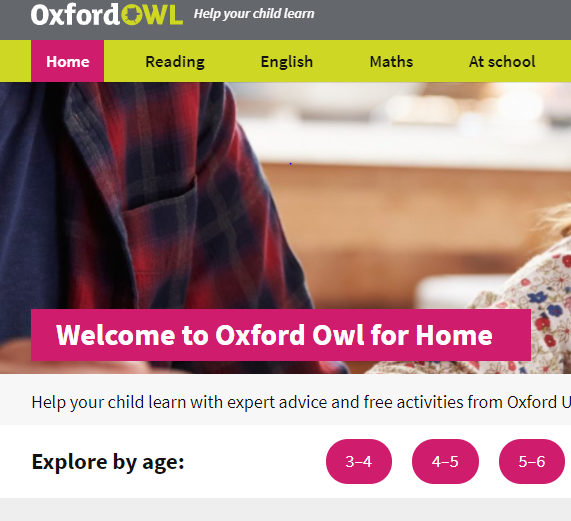 OxfordOWL Help your child learn
Home Reading English Maths At school
Welcome to Oxford Owl for Home
Help your child learn with expert advice and free activities from Oxford U
Explore by age: 3–4 4–5 5–6